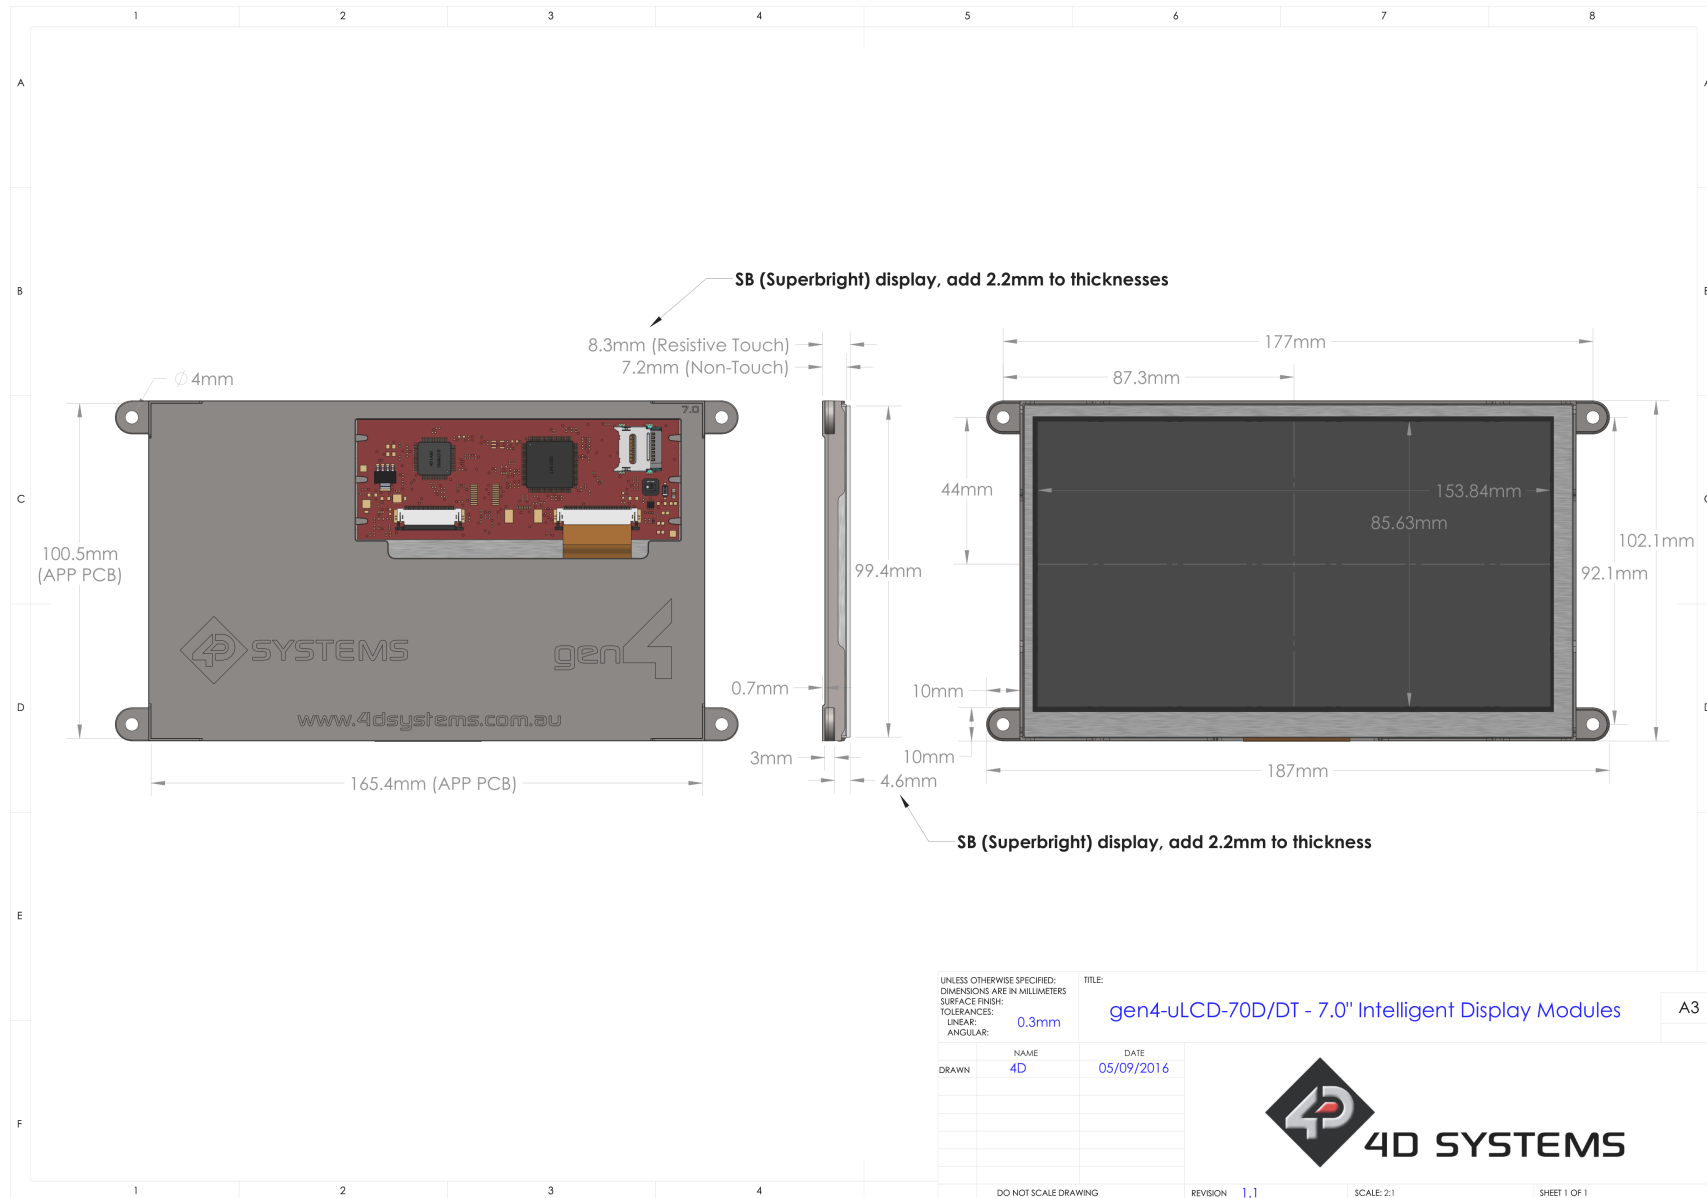 1 2 3 4 5 6 7 8
A
B
C
D
E
F
SB (Superbright) display, add 2.2mm to thicknesses
8.3mm (Resistive Touch)
7.2mm (Non-Touch)
177mm
87.3mm
Ø 4mm
7.0
44mm
153.84mm
85.63mm
100.5mm
(APP PCB)
99.4mm
102.1mm
92.1mm
4D SYSTEMS
gen4
www.4dsystems.com.au
0.7mm
10mm
3mm
10mm
4.6mm
165.4mm (APP PCB)
187mm
SB (Superbright) display, add 2.2mm to thickness
UNLESS OTHERWISE SPECIFIED:
DIMENSIONS ARE IN MILLIMETERS
SURFACE FINISH:
TOLERANCES:
LINEAR: 0.3mm
ANGULAR:
TITLE:
gen4-uLCD-70D/DT - 7.0" Intelligent Display Modules
A3
NAME DATE
DRAWN 4D 05/09/2016
4D SYSTEMS
DO NOT SCALE DRAWING
REVISION 1.1
SCALE: 2:1
SHEET 1 OF 1
1 2 3 4